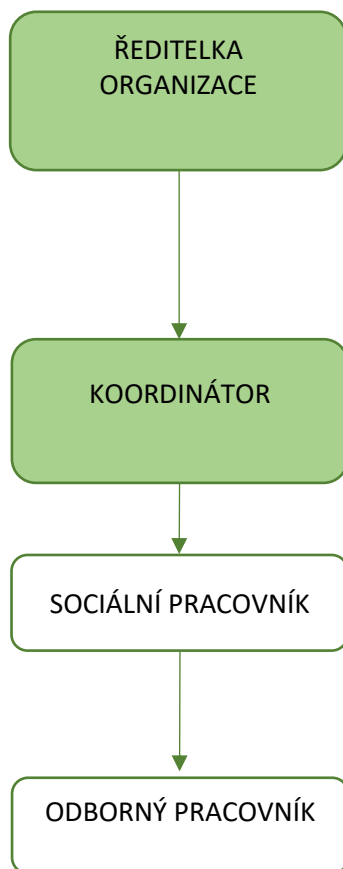 ŘEDITELKA
ORGANIZACE
KOORDINÁTOR
SOCIÁLNÍ PRACOVNÍK
ODBORNÝ PRACOVNÍK